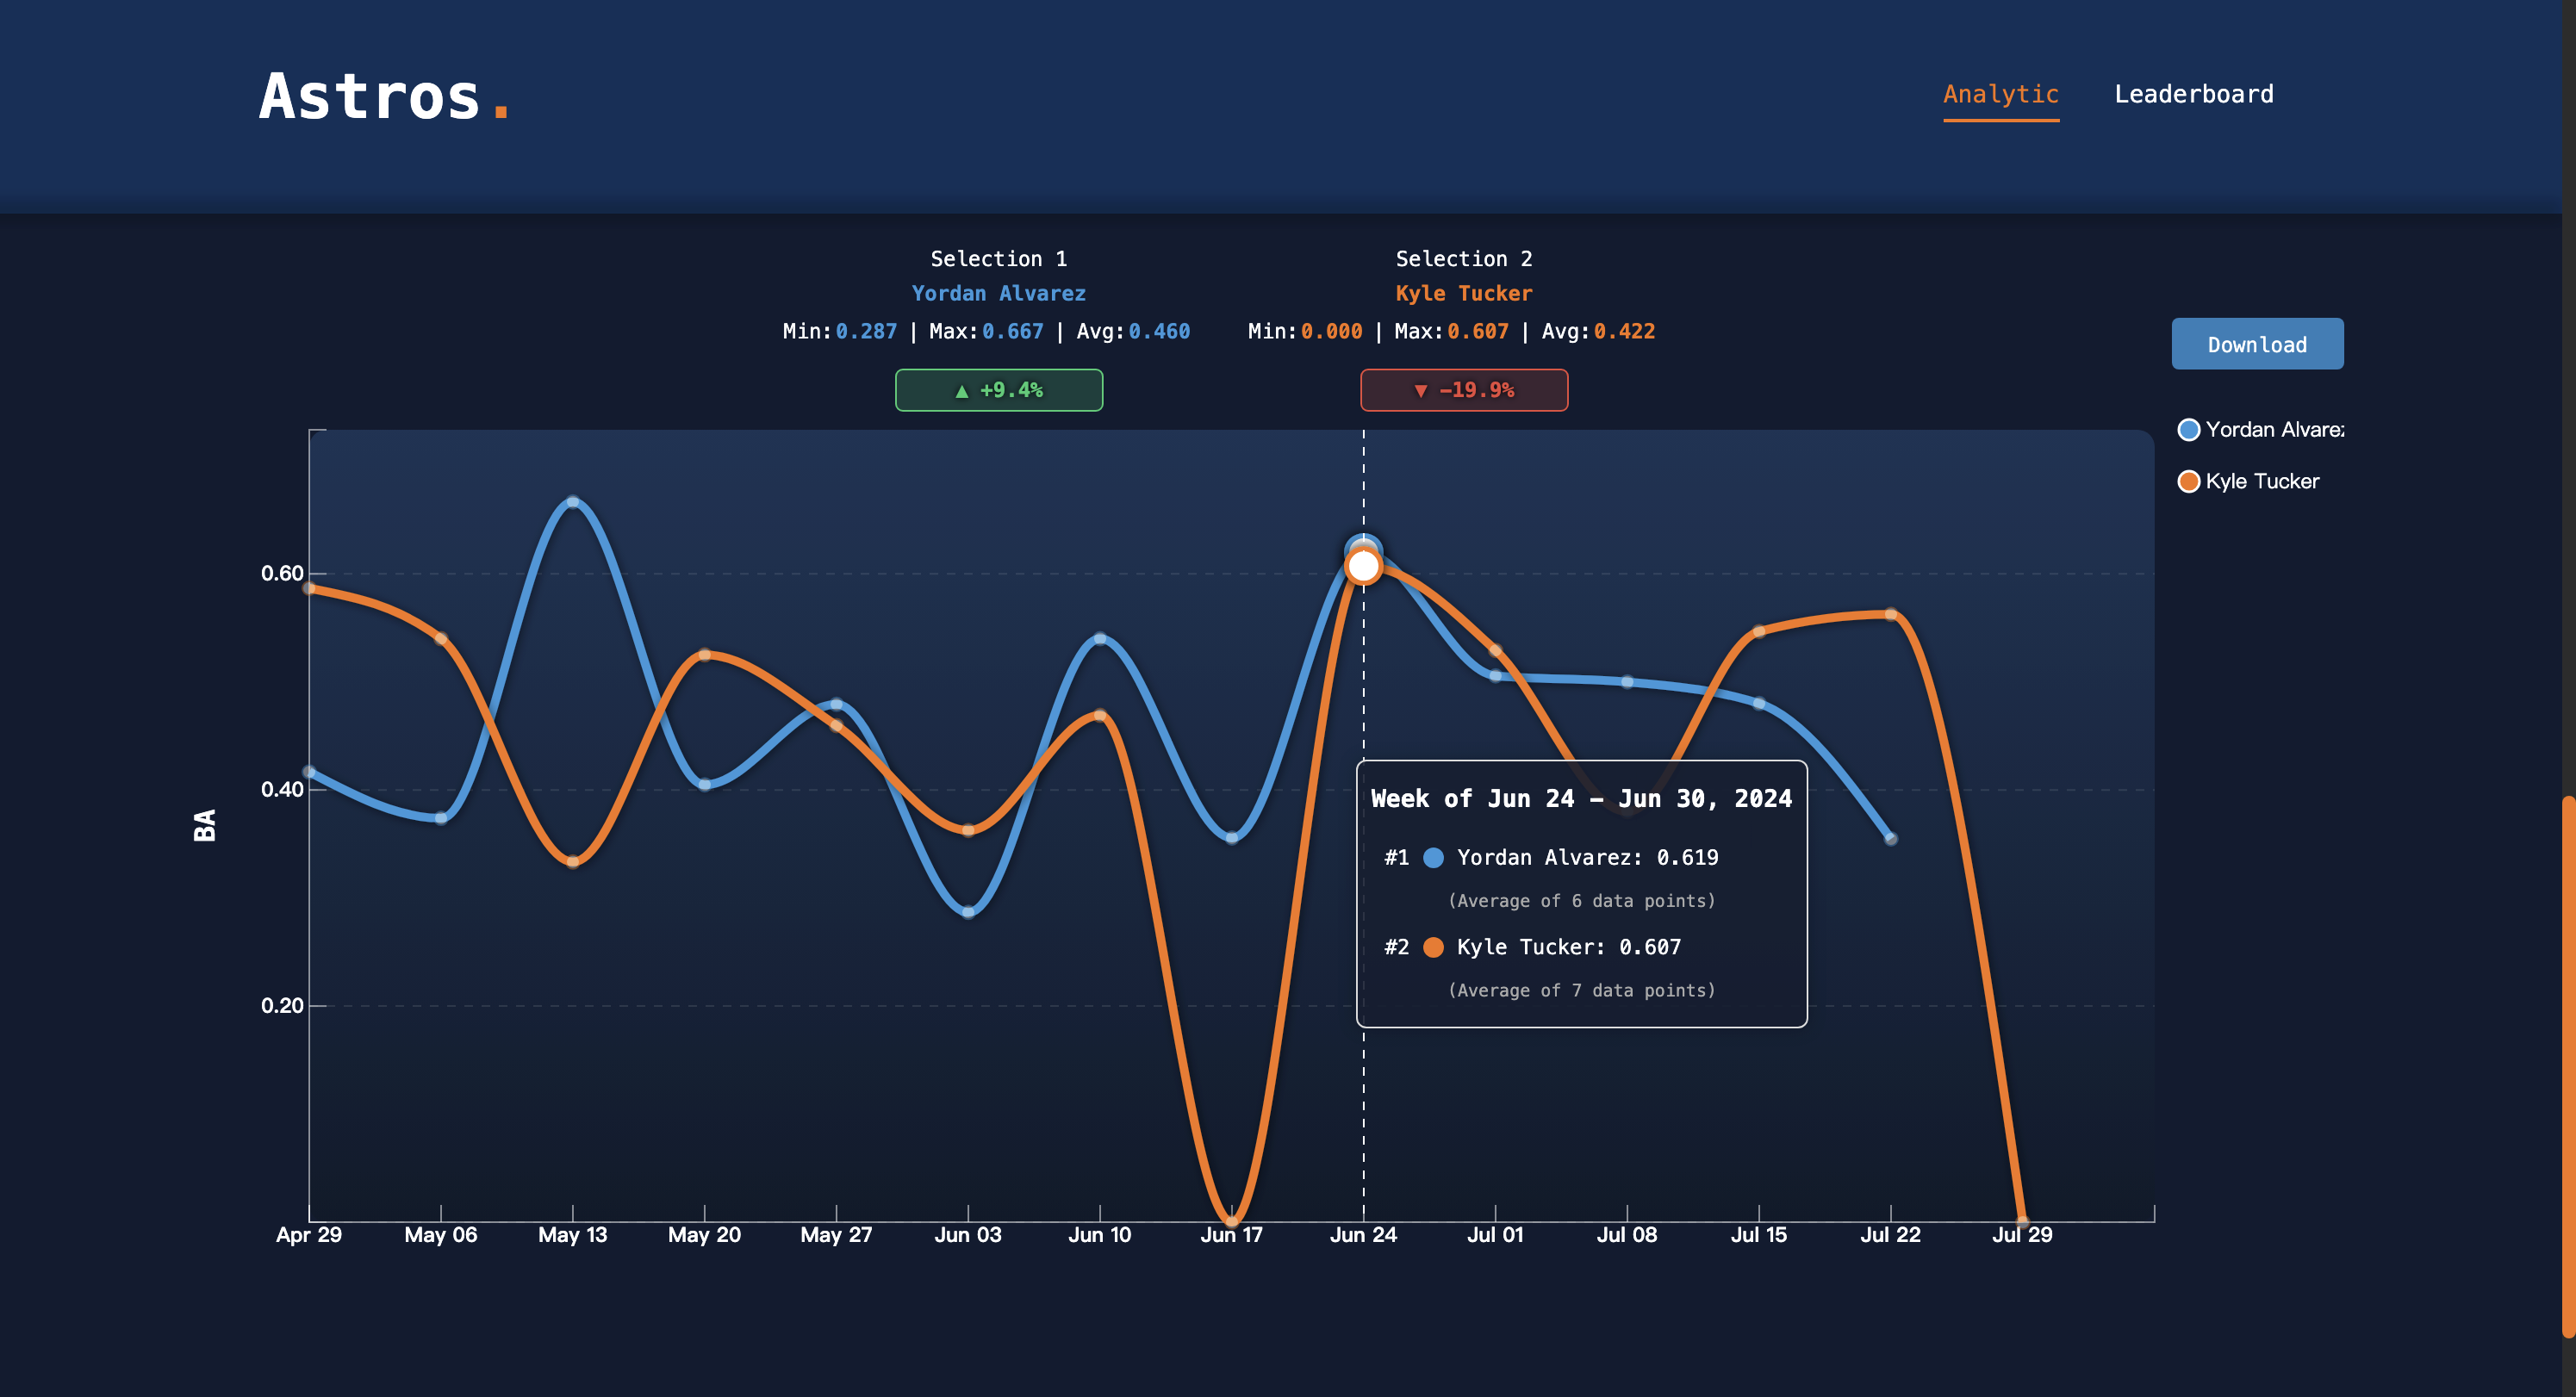 Astros.
Analytic Leaderboard
Selection 1
Yordan Alvarez
Min:0.287 | Max:0.667 | Avg:0.460
▲ +9.4%
Selection 2
Kyle Tucker
Min:0.000 | Max:0.607 | Avg:0.422
▼ −19.9%
Download
Yordan Alvarez
Kyle Tucker
BA
0.60
0.40
0.20
Week of Jun 24 – Jun 30, 2024
#1 Yordan Alvarez: 0.619
(Average of 6 data points)
#2 Kyle Tucker: 0.607
(Average of 7 data points)
Apr 29 May 06 May 13 May 20 May 27 Jun 03 Jun 10 Jun 17 Jun 24 Jul 01 Jul 08 Jul 15 Jul 22 Jul 29